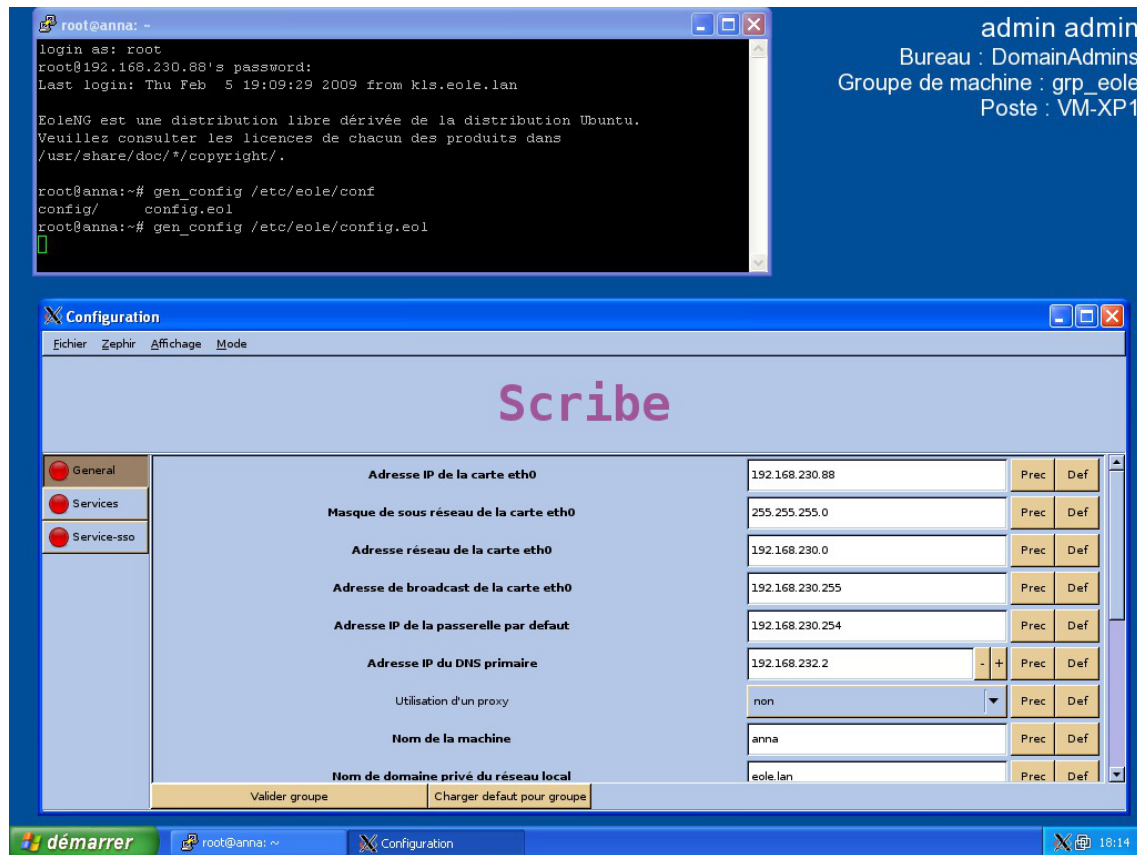 root@anna: ~
login as: root
root@192.168.230.88's password:
Last login: Thu Feb  5 19:09:29 2009 from kls.eole.lan
EoleNG est une distribution libre dérivée de la distribution Ubuntu.
Veuillez consulter les licences de chacun des produits dans
/usr/share/doc/*/copyright/.
root@anna:~# gen_config /etc/eole/conf
config/     config.eol
root@anna:~# gen_config /etc/eole/config.eol
admin admin
Bureau : DomainAdmins
Groupe de machine : grp_eole
Poste : VM-XP1
Configuration
Fichier Zephir Affichage Mode
Scribe
General
Services
Service-sso
Adresse IP de la carte eth0 192.168.230.88 Prec Def
Masque de sous réseau de la carte eth0 255.255.255.0 Prec Def
Adresse réseau de la carte eth0 192.168.230.0 Prec Def
Adresse de broadcast de la carte eth0 192.168.230.255 Prec Def
Adresse IP de la passerelle par defaut 192.168.230.254 Prec Def
Adresse IP du DNS primaire 192.168.232.2 - + Prec Def
Utilisation d'un proxy non Prec Def
Nom de la machine anna Prec Def
Nom de domaine privé du réseau local eole.lan Prec Def
Valider groupe Charger defaut pour groupe
démarrer root@anna: ~ Configuration 18:14